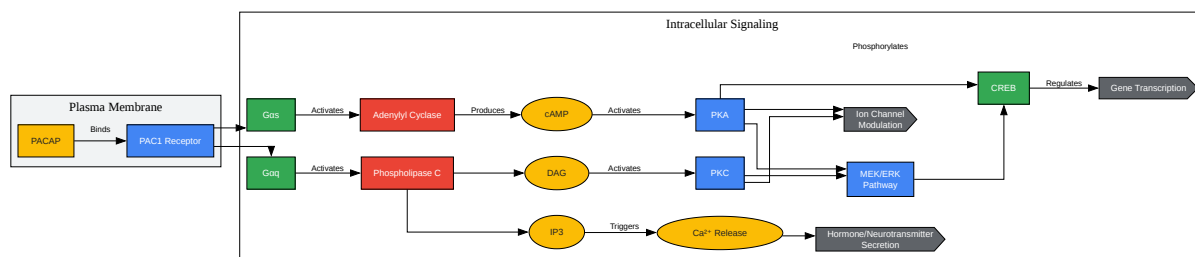 Intracellular Signaling
Phosphorylates
Plasma Membrane
PACAP
Binds
PAC1 Receptor
Gαs
Activates
Adenylyl Cyclase
Produces
cAMP
Activates
PKA
CREB
Regulates
Gene Transcription
Ion Channel
Modulation
Gαq
Activates
Phospholipase C
DAG
Activates
PKC
MEK/ERK
Pathway
IP3
Triggers
Ca²⁺ Release
Hormone/Neurotransmitter
Secretion